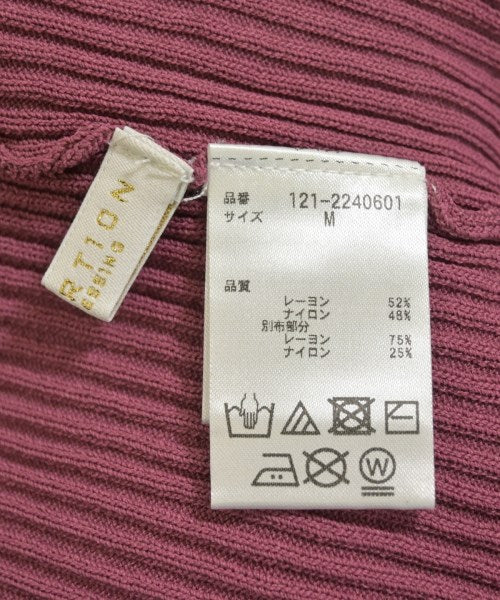 RTION
品番 121-2240601
サイズ M
品質
レーヨン 52%
ナイロン 48%
別布部分
レーヨン 75%
ナイロン 25%
W